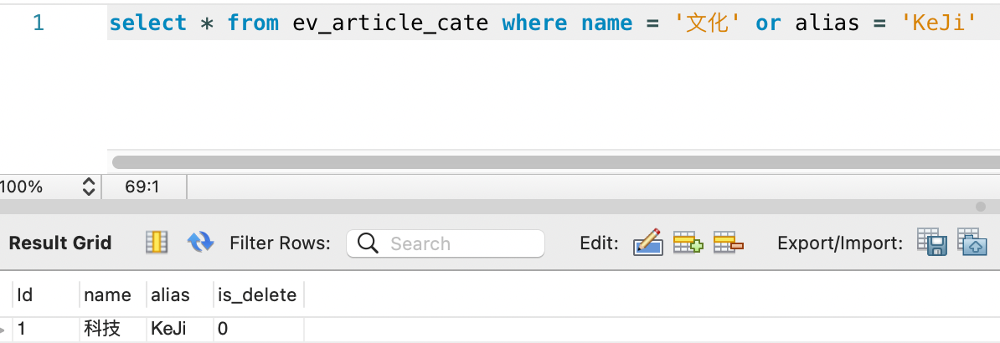 1 select * from ev_article_cate where name = '文化' or alias = 'KeJi'
100% 69:1
Result Grid Filter Rows: Search Edit: Export/Import:
Id name alias is_delete
1 科技 KeJi 0